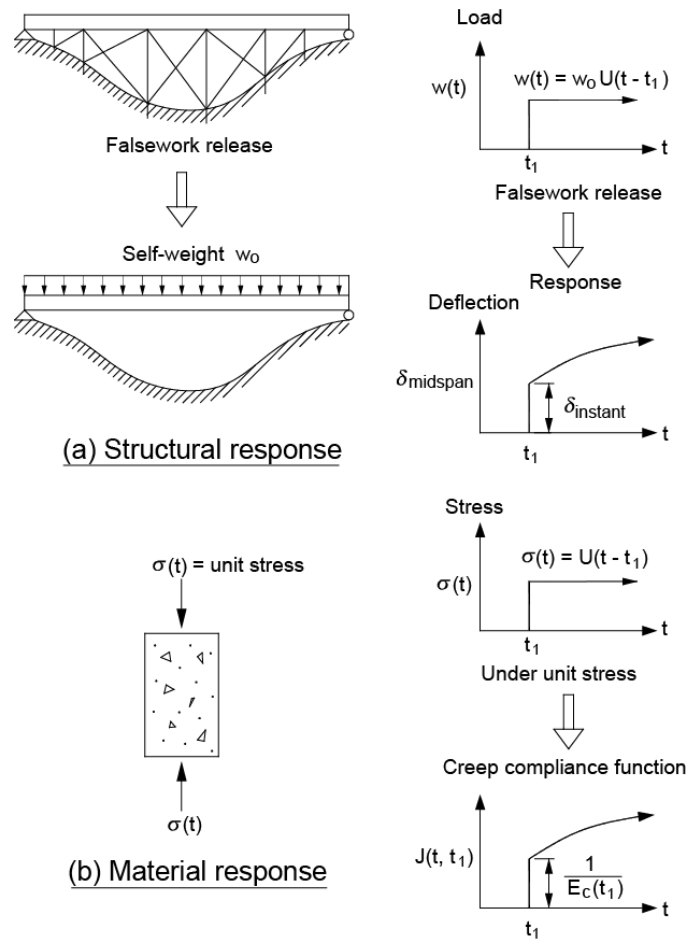 Falsework release
Self-weight w₀
(a) Structural response
Load
w(t)
w(t) = w₀ U(t - t₁)
t
t₁
Falsework release
Response
Deflection
δmidspan
δinstant
t
t₁
σ(t) = unit stress
σ(t)
(b) Material response
Stress
σ(t)
σ(t) = U(t - t₁)
t
t₁
Under unit stress
Creep compliance function
J(t, t₁)
1
E_c(t₁)
t
t₁